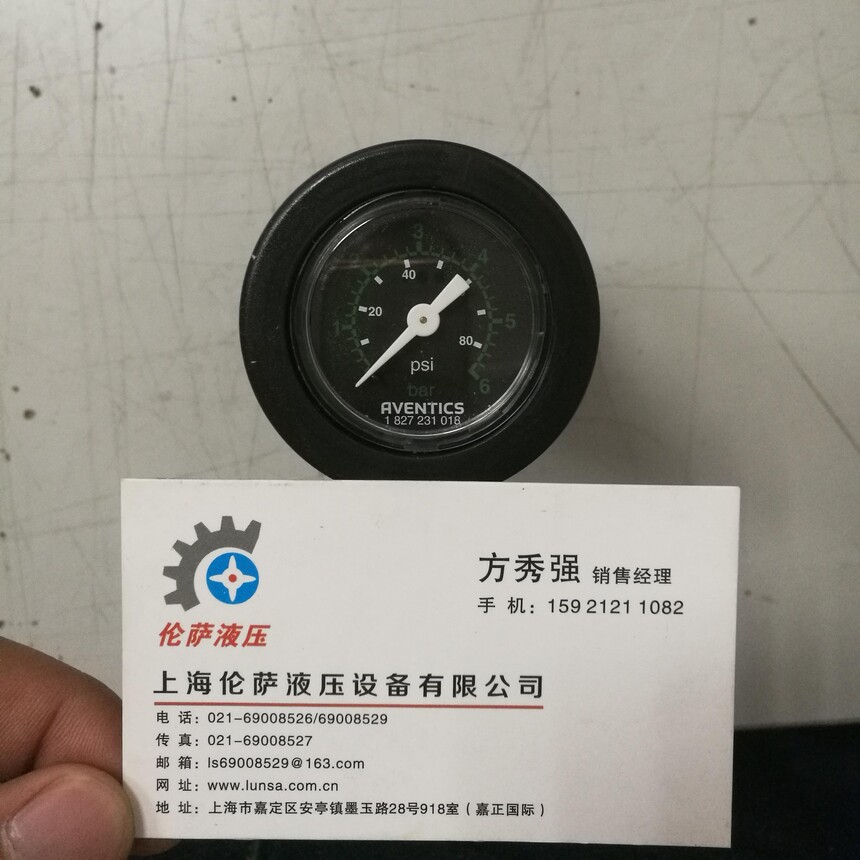 3
4
40
20
1
5
80
psi
bar
6
AVENTICS
1 827 231 018
方秀强 销售经理
手 机：159 2121 1082
伦萨液压
上海伦萨液压设备有限公司
电 话：021-69008526/69008529
传 真：021-69008527
邮 箱：ls69008529@163.com
网 址：www.lunsa.com.cn
地 址：上海市嘉定区安亭镇墨玉路28号918室（嘉正国际）